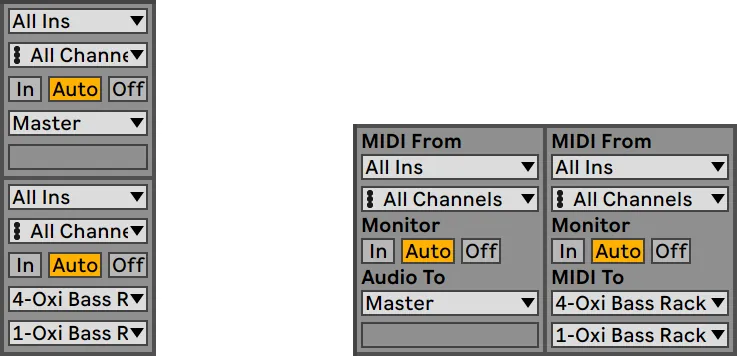 All Ins
All Channe
In Auto Off
Master
All Ins
All Channe
In Auto Off
4-Oxi Bass R
1-Oxi Bass R
MIDI From
All Ins
All Channels
Monitor
In Auto Off
Audio To
Master
MIDI From
All Ins
All Channels
Monitor
In Auto Off
MIDI To
4-Oxi Bass Rack
1-Oxi Bass Rack